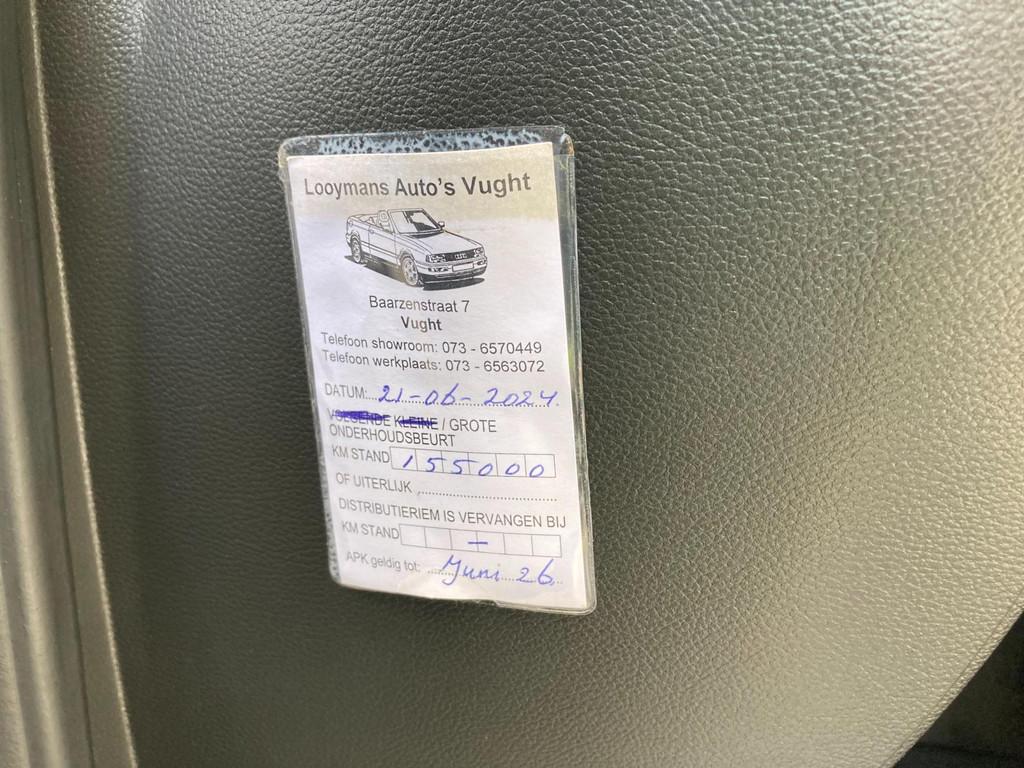 Looymans Auto's Vught
Baarzenstraat 7
Vught
Telefoon showroom: 073 - 6570449
Telefoon werkplaats: 073 - 6563072
DATUM: 21-06-2024.
VOLGENDE KLEINE / GROTE
ONDERHOUDSBEURT
KM STAND 155000
OF UITERLIJK
DISTRIBUTIERIEM IS VERVANGEN BIJ
KM STAND -
APK geldig tot: Juni 26.